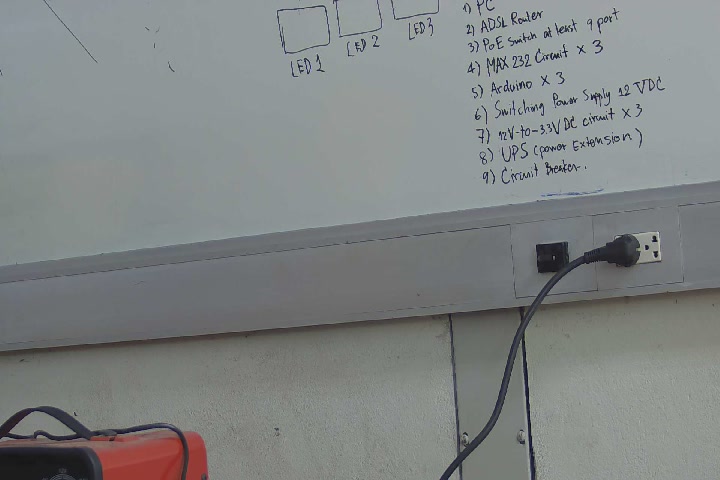 LED 1
LED 2
LED 3
1) PC
2) ADSL Router
3) PoE Switch at least 9 port
4) MAX 232 Circuit x 3
5) Arduino x 3
6) Switching Power Supply 12 VDC
7) 12V-to-3.3V DC circuit x 3
8) UPS (power Extension)
9) Circuit Breaker.